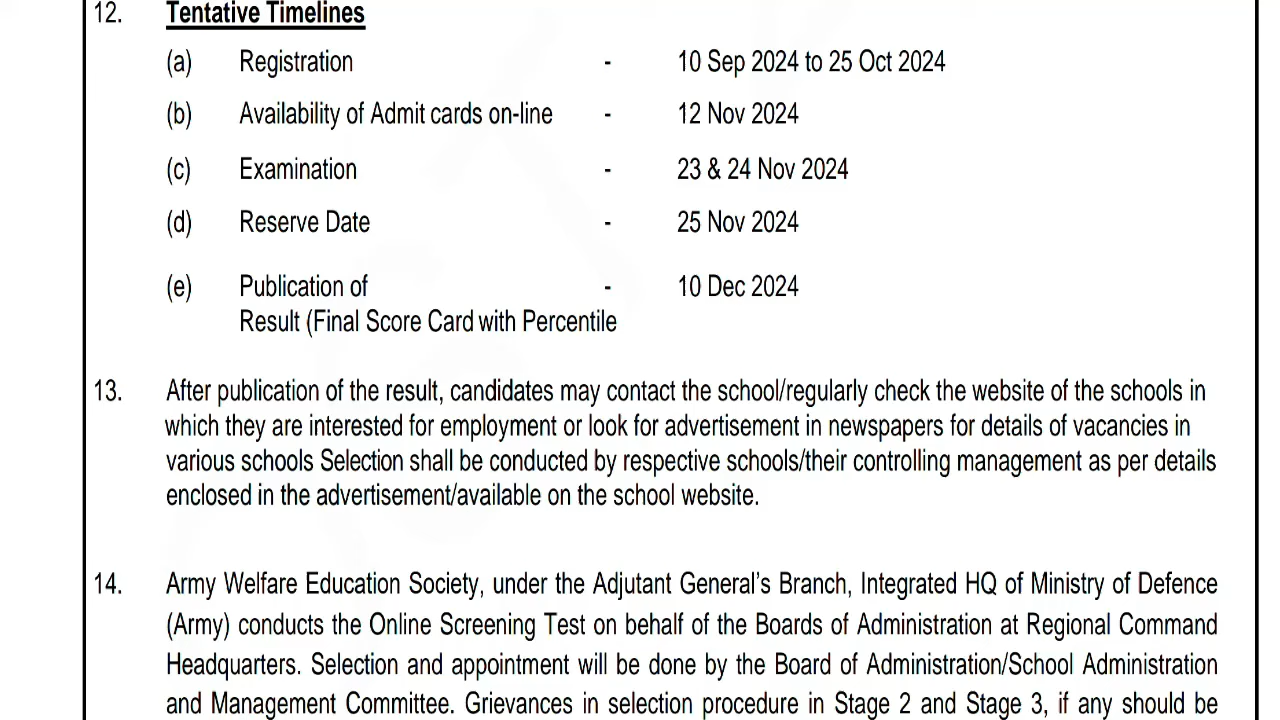 12. Tentative Timelines
(a) Registration - 10 Sep 2024 to 25 Oct 2024
(b) Availability of Admit cards on-line - 12 Nov 2024
(c) Examination - 23 & 24 Nov 2024
(d) Reserve Date - 25 Nov 2024
(e) Publication of - 10 Dec 2024
Result (Final Score Card with Percentile
13. After publication of the result, candidates may contact the school/regularly check the website of the schools in
which they are interested for employment or look for advertisement in newspapers for details of vacancies in
various schools Selection shall be conducted by respective schools/their controlling management as per details
enclosed in the advertisement/available on the school website.
14. Army Welfare Education Society, under the Adjutant General’s Branch, Integrated HQ of Ministry of Defence
(Army) conducts the Online Screening Test on behalf of the Boards of Administration at Regional Command
Headquarters. Selection and appointment will be done by the Board of Administration/School Administration
and Management Committee. Grievances in selection procedure in Stage 2 and Stage 3, if any should be